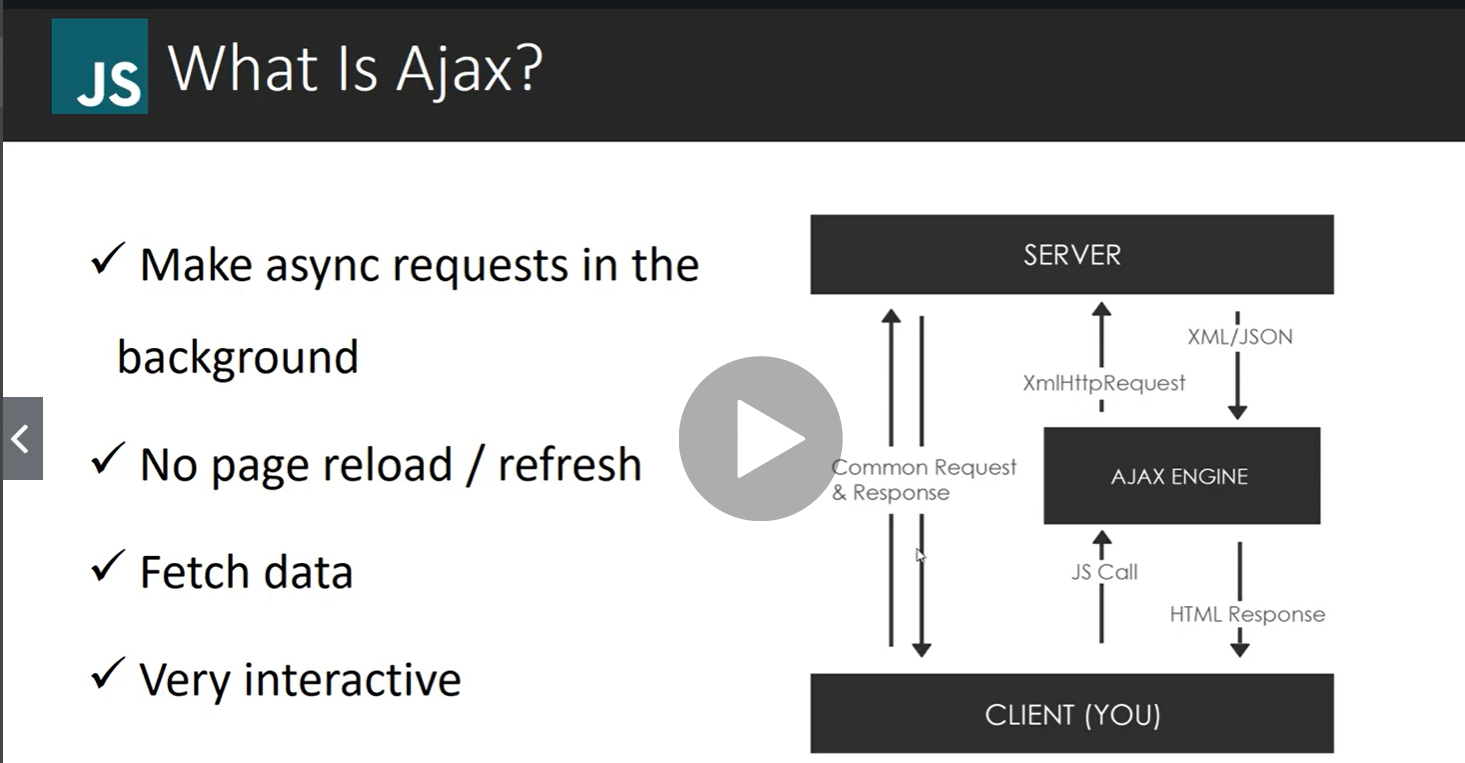 JS What Is Ajax?
✓ Make async requests in the
background
✓ No page reload / refresh
✓ Fetch data
✓ Very interactive
SERVER
XML/JSON
XmlHttpRequest
Common Request
& Response
AJAX ENGINE
JS Call
HTML Response
CLIENT (YOU)